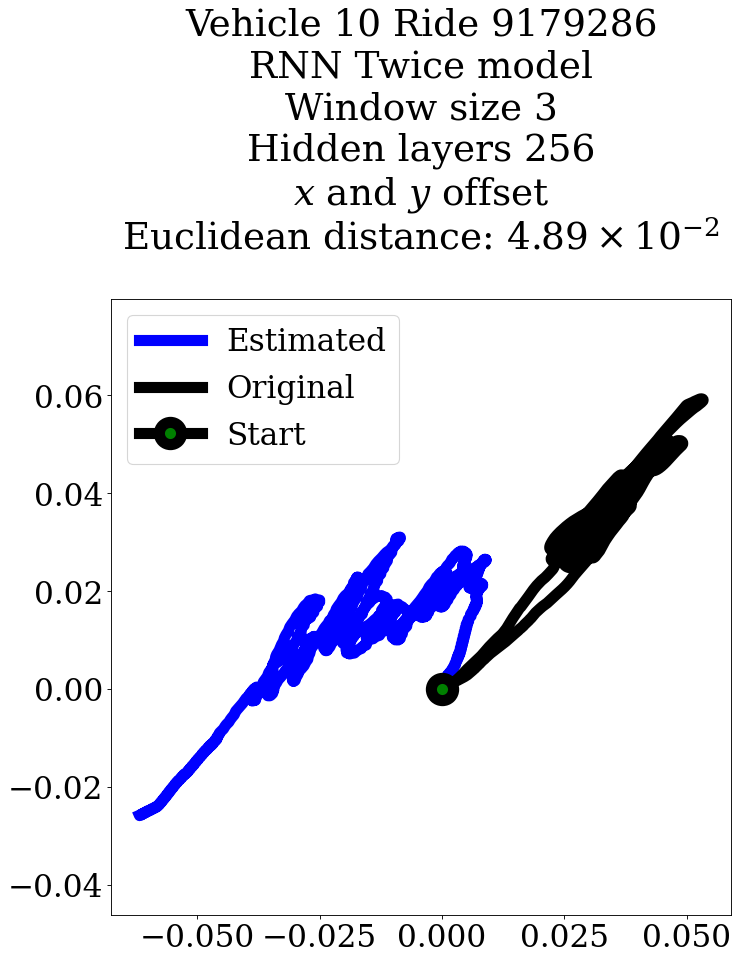 Vehicle 10 Ride 9179286
RNN Twice model
Window size 3
Hidden layers 256
x and y offset
Euclidean distance: 4.89 × 10⁻²
Estimated
Original
Start
0.06
0.04
0.02
0.00
−0.02
−0.04
−0.050 −0.025 0.000 0.025 0.050